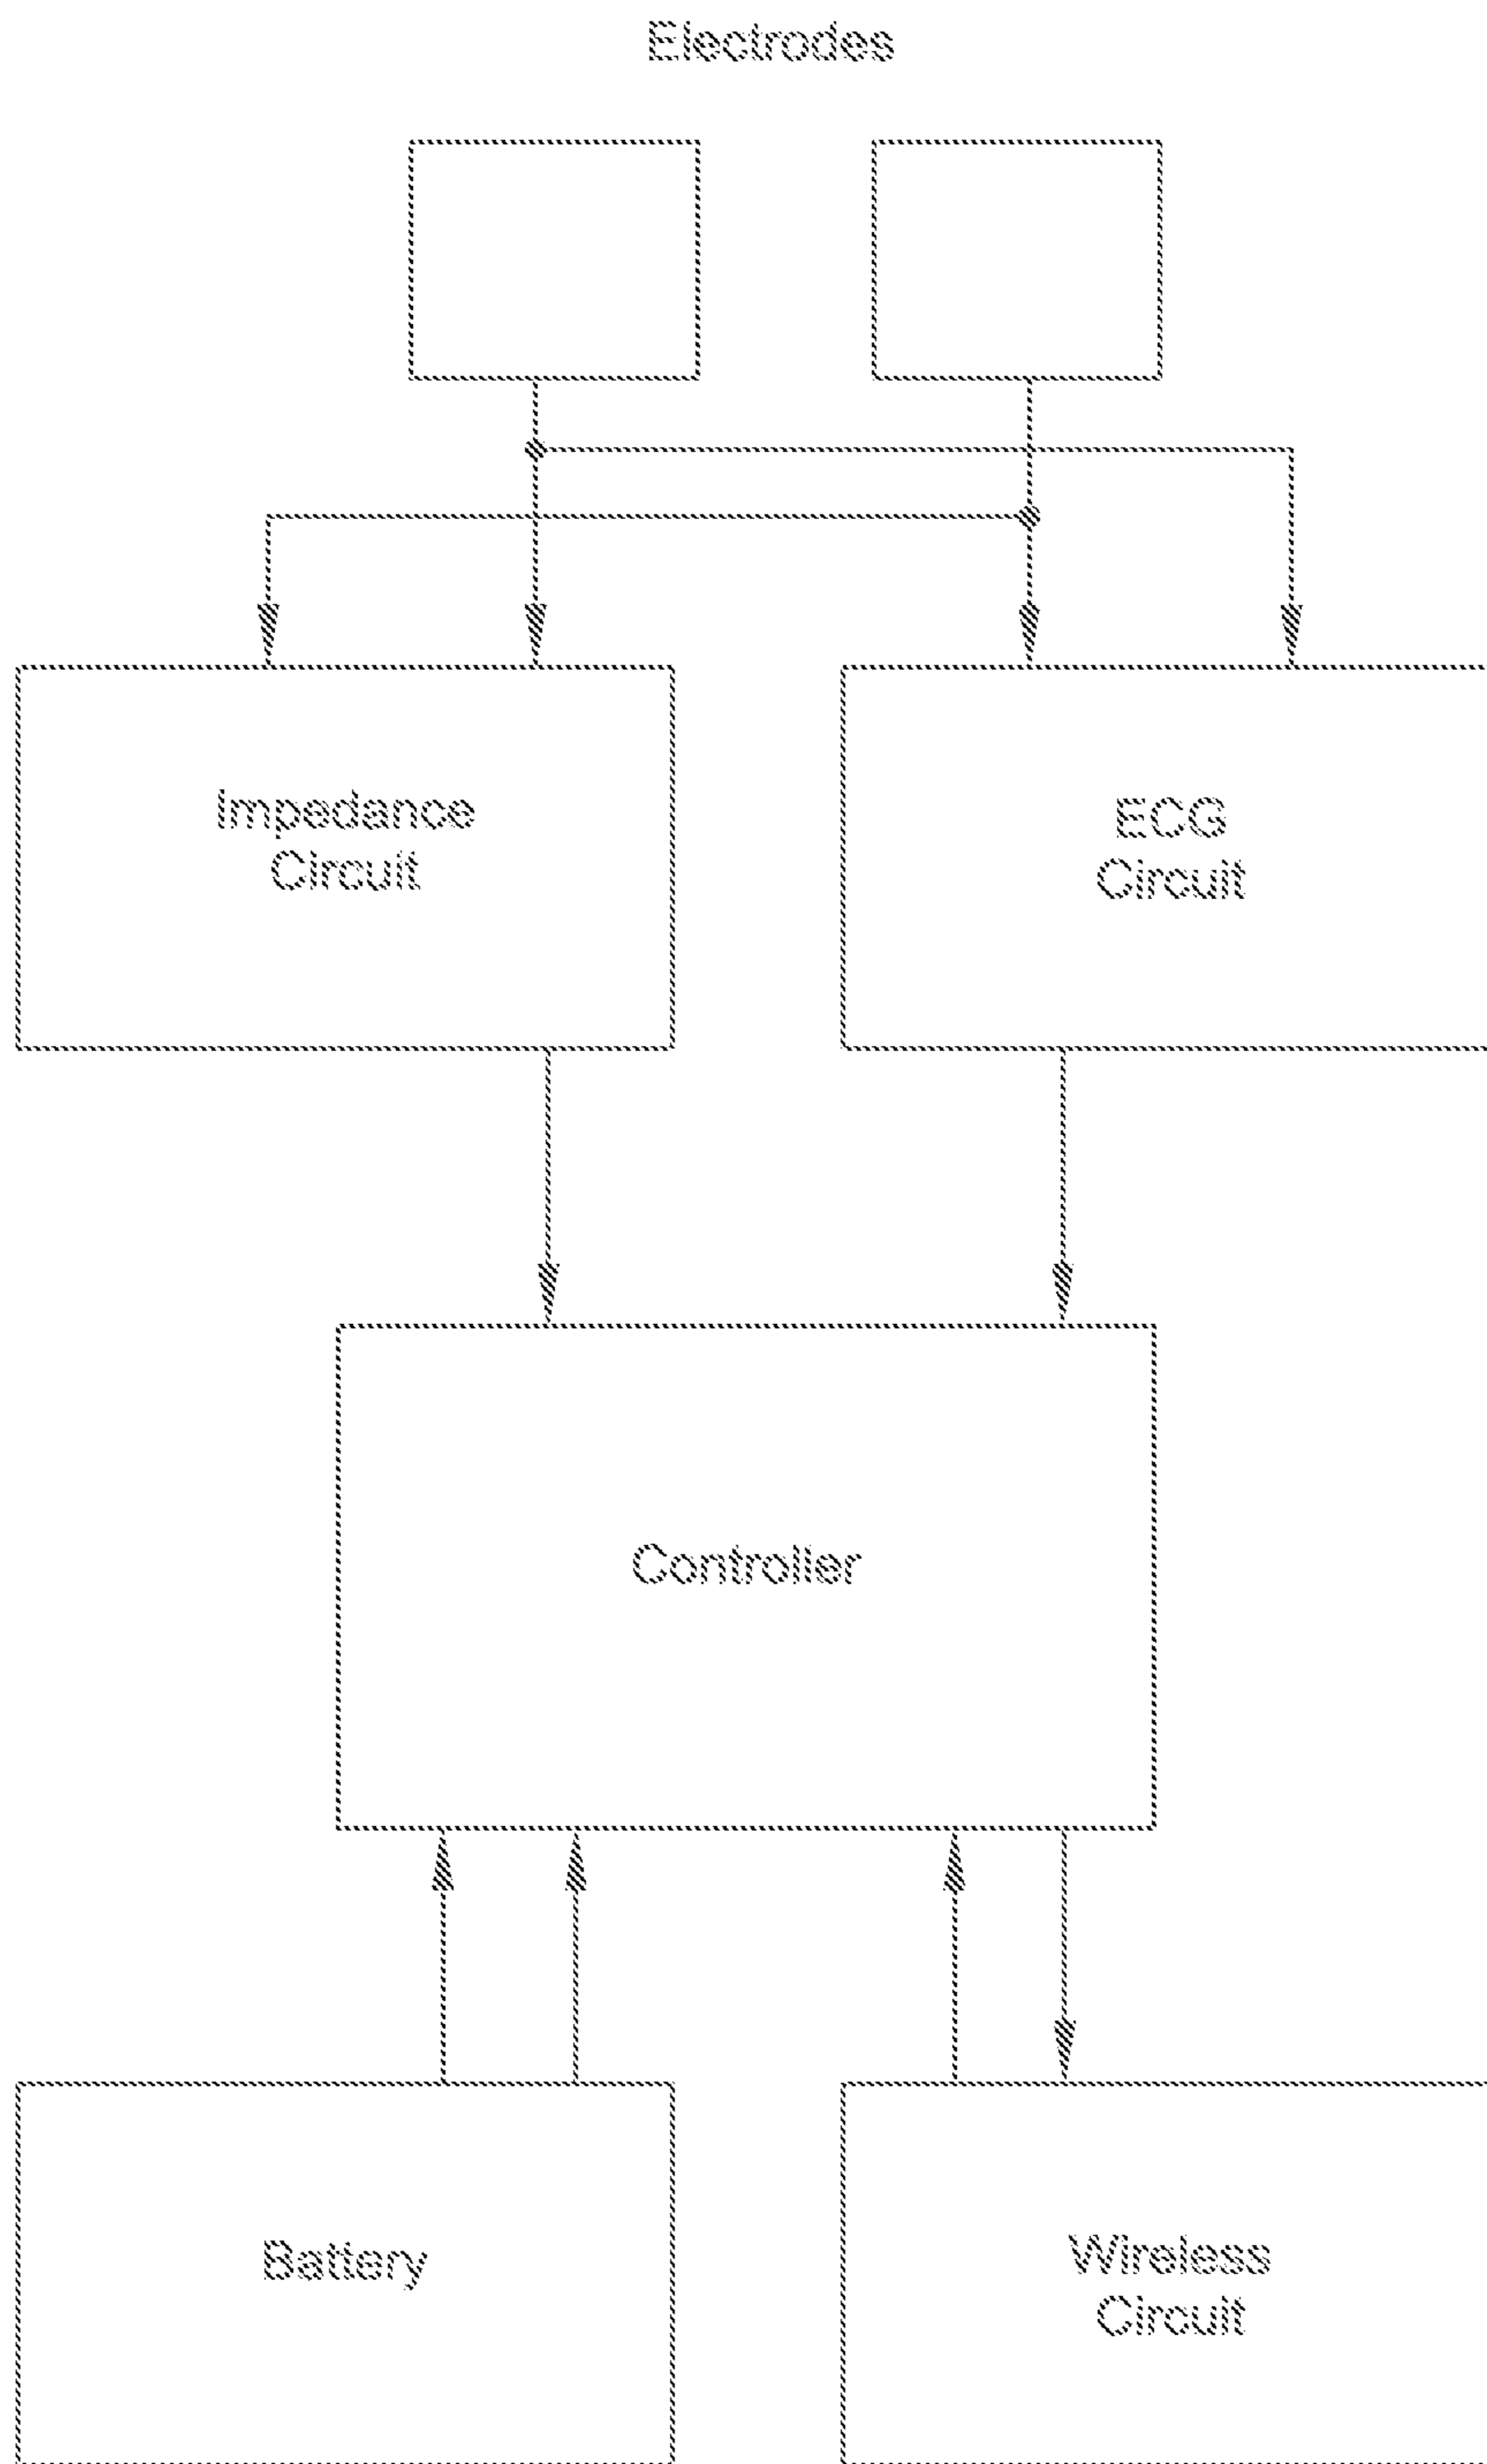 Electrodes
Impedance
Circuit
ECG
Circuit
Controller
Battery
Wireless
Circuit